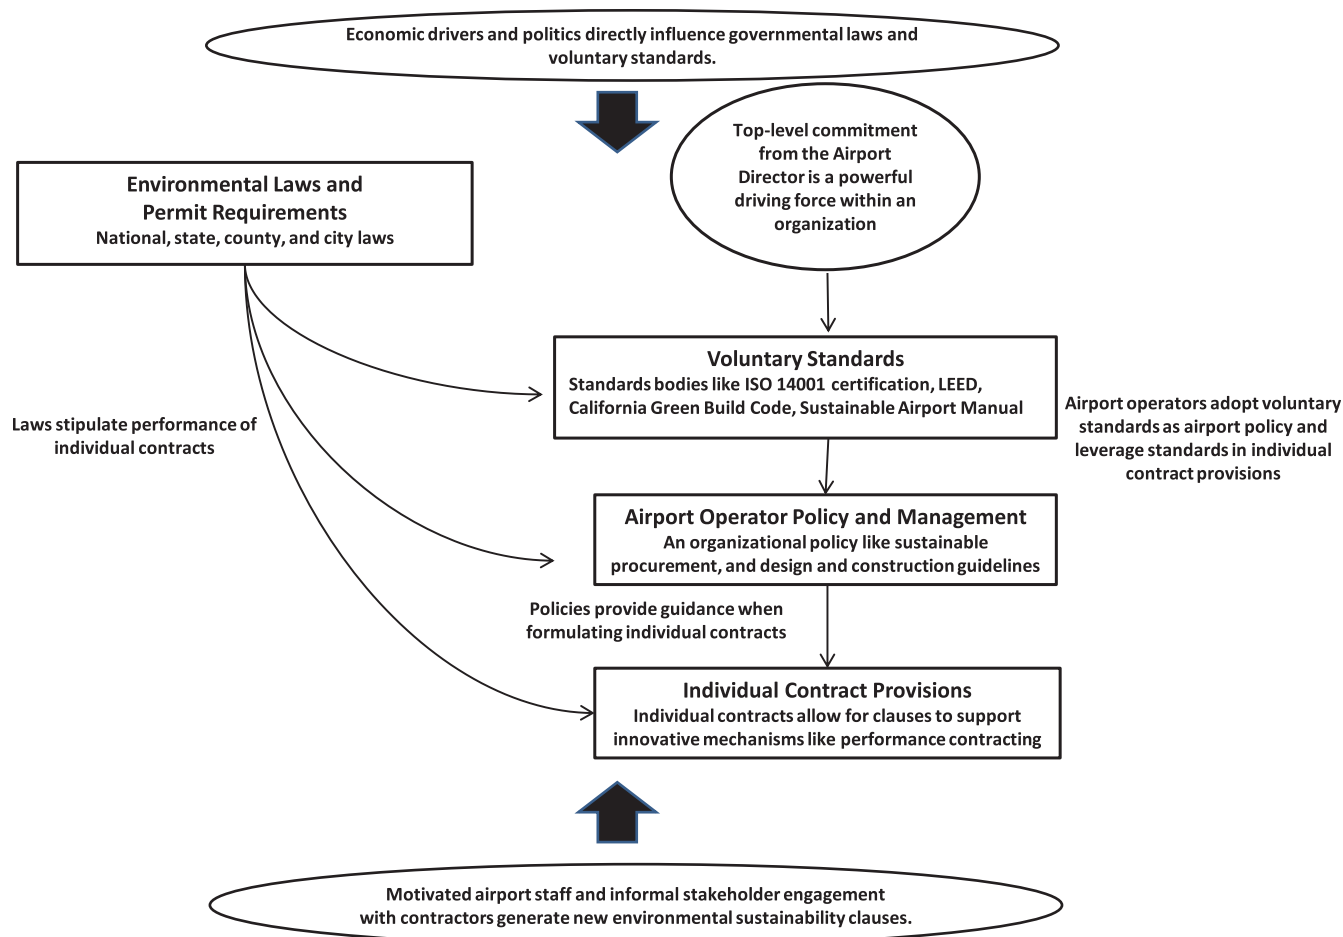 Economic drivers and politics directly influence governmental laws and
voluntary standards.
Top-level commitment
from the Airport
Director is a powerful
driving force within an
organization
Environmental Laws and
Permit Requirements
National, state, county, and city laws
Voluntary Standards
Standards bodies like ISO 14001 certification, LEED,
California Green Build Code, Sustainable Airport Manual
Airport operators adopt voluntary
standards as airport policy and
leverage standards in individual
contract provisions
Laws stipulate performance of
individual contracts
Airport Operator Policy and Management
An organizational policy like sustainable
procurement, and design and construction guidelines
Policies provide guidance when
formulating individual contracts
Individual Contract Provisions
Individual contracts allow for clauses to support
innovative mechanisms like performance contracting
Motivated airport staff and informal stakeholder engagement
with contractors generate new environmental sustainability clauses.